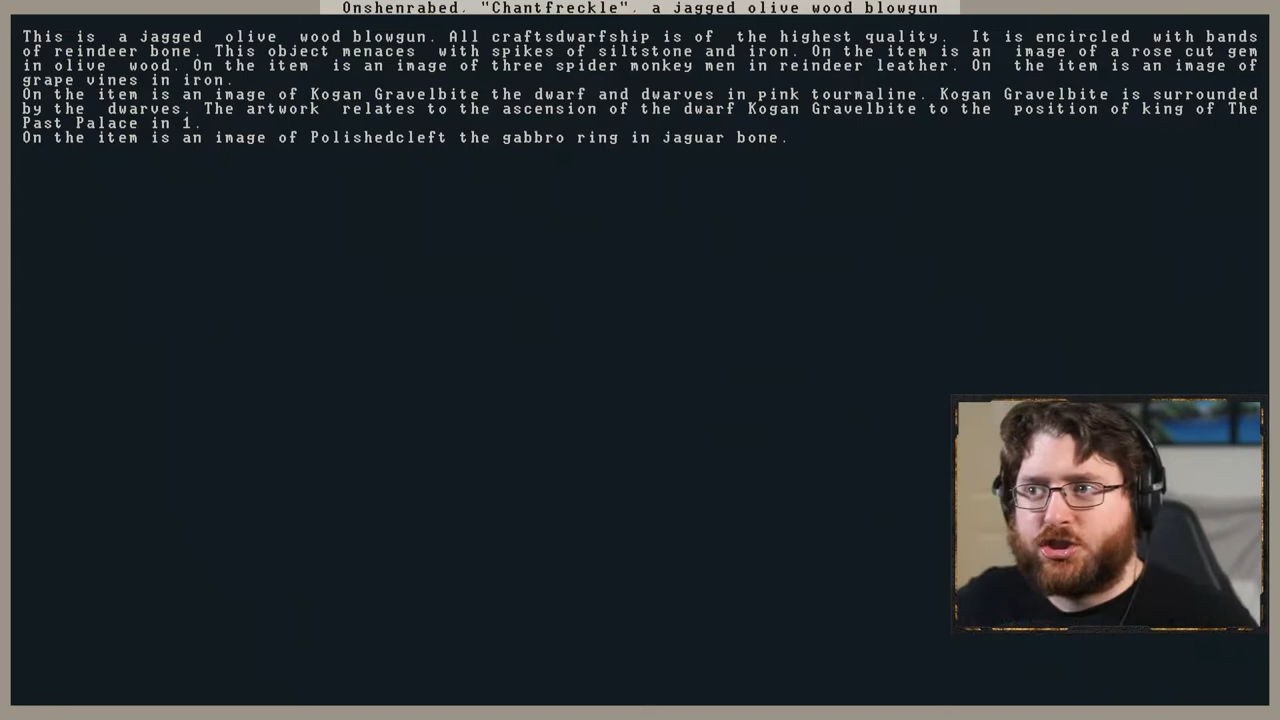 Onshenrabed, "Chantfreckle", a jagged olive wood blowgun
This is a jagged olive wood blowgun. All craftsdwarfship is of the highest quality. It is encircled with bands
of reindeer bone. This object menaces with spikes of siltstone and iron. On the item is an image of a rose cut gem
in olive wood. On the item is an image of three spider monkey men in reindeer leather. On the item is an image of
grape vines in iron.
On the item is an image of Kogan Gravelbite the dwarf and dwarves in pink tourmaline. Kogan Gravelbite is surrounded
by the dwarves. The artwork relates to the ascension of the dwarf Kogan Gravelbite to the position of king of The
Past Palace in 1.
On the item is an image of Polishedcleft the gabbro ring in jaguar bone.